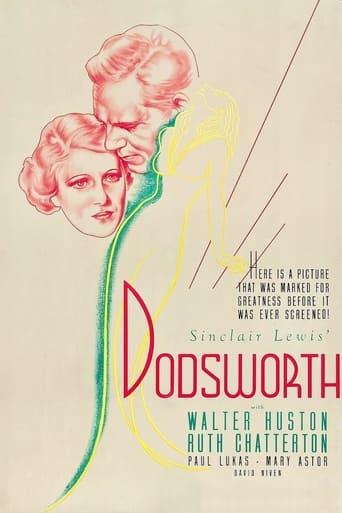 HERE IS A PICTURE
THAT WAS MARKED FOR
GREATNESS BEFORE IT
WAS EVER SCREENED!
Sinclair Lewis'
DODSWORTH
with
WALTER HUSTON
RUTH CHATTERTON
PAUL LUKAS - MARY ASTOR
DAVID NIVEN